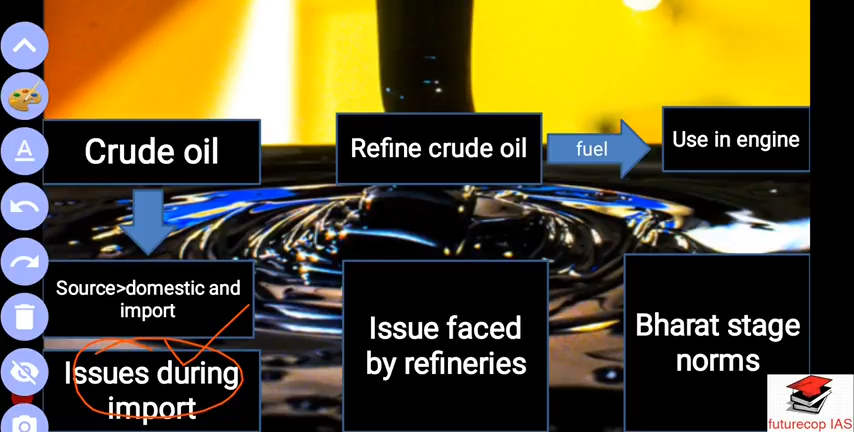 Crude oil
Refine crude oil
fuel
Use in engine
Source>domestic and
import
Issues during
import
Issue faced
by refineries
Bharat stage
norms
futurecop IAS
A